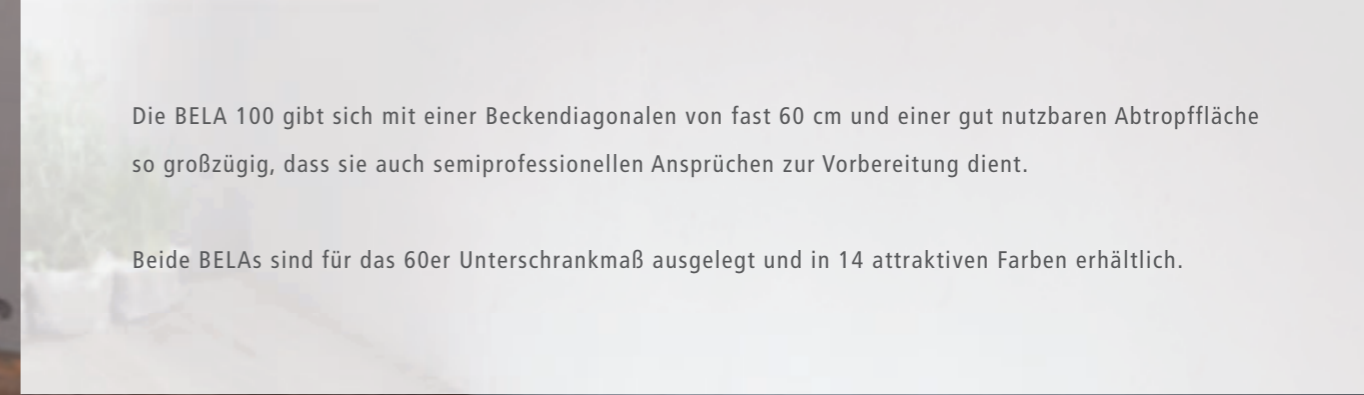 Die BELA 100 gibt sich mit einer Beckendiagonalen von fast 60 cm und einer gut nutzbaren Abtropffläche
so großzügig, dass sie auch semiprofessionellen Ansprüchen zur Vorbereitung dient.
Beide BELAs sind für das 60er Unterschrankmaß ausgelegt und in 14 attraktiven Farben erhältlich.